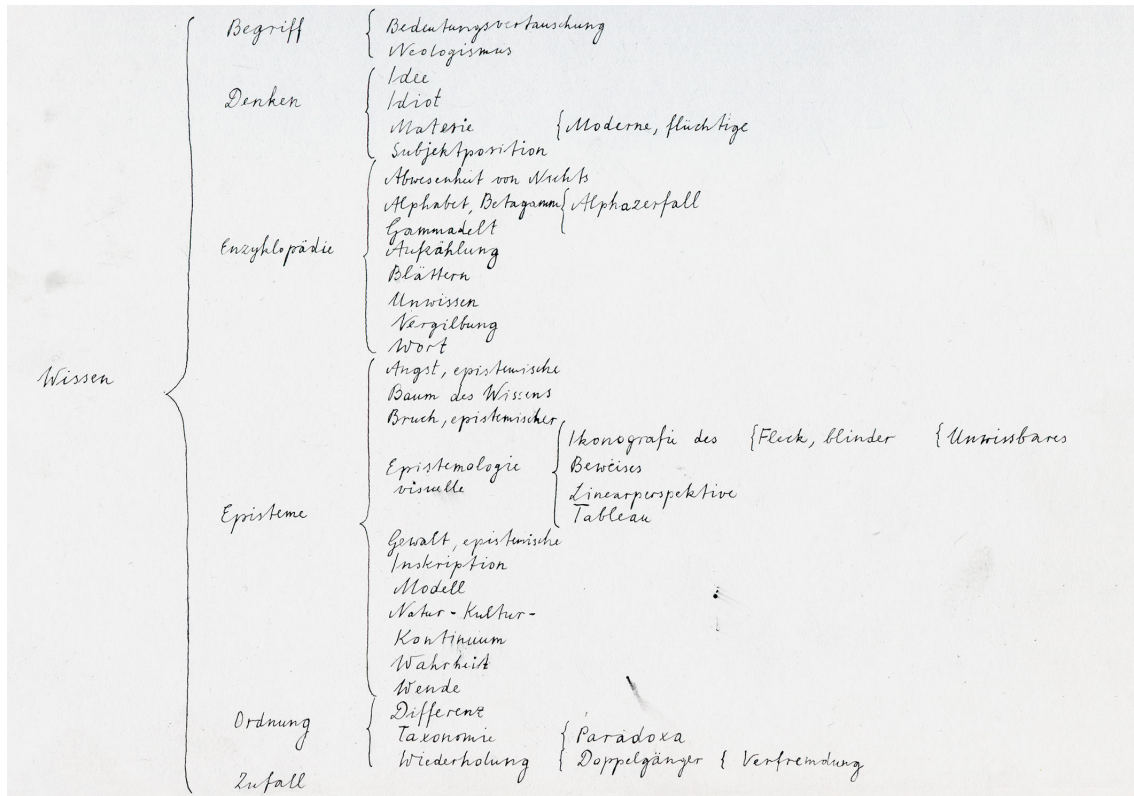 Wissen
Begriff
Bedeutungsvertauschung
Neologismus
Denken
Idee
Idiot
Materie
Moderne, flüchtige
Subjektposition
Enzyklopädie
Abwesenheit von Nichts
Alphabet, Betagamm
Alphazerfall
Gammadelt
Aufzählung
Blättern
Unwissen
Vergilbung
Wort
Episteme
Angst, epistemische
Baum des Wissens
Bruch, epistemischer
Epistemologie
visuelle
Ikonografie des
Beweises
Fleck, blinder
Unwissbares
Linearperspektive
Tableau
Gewalt, epistemische
Inskription
Modell
Natur-Kultur-
Kontinuum
Wahrheit
Wende
Ordnung
Differenz
Taxonomie
Paradoxa
Wiederholung
Doppelgänger
Verfremdung
Zufall